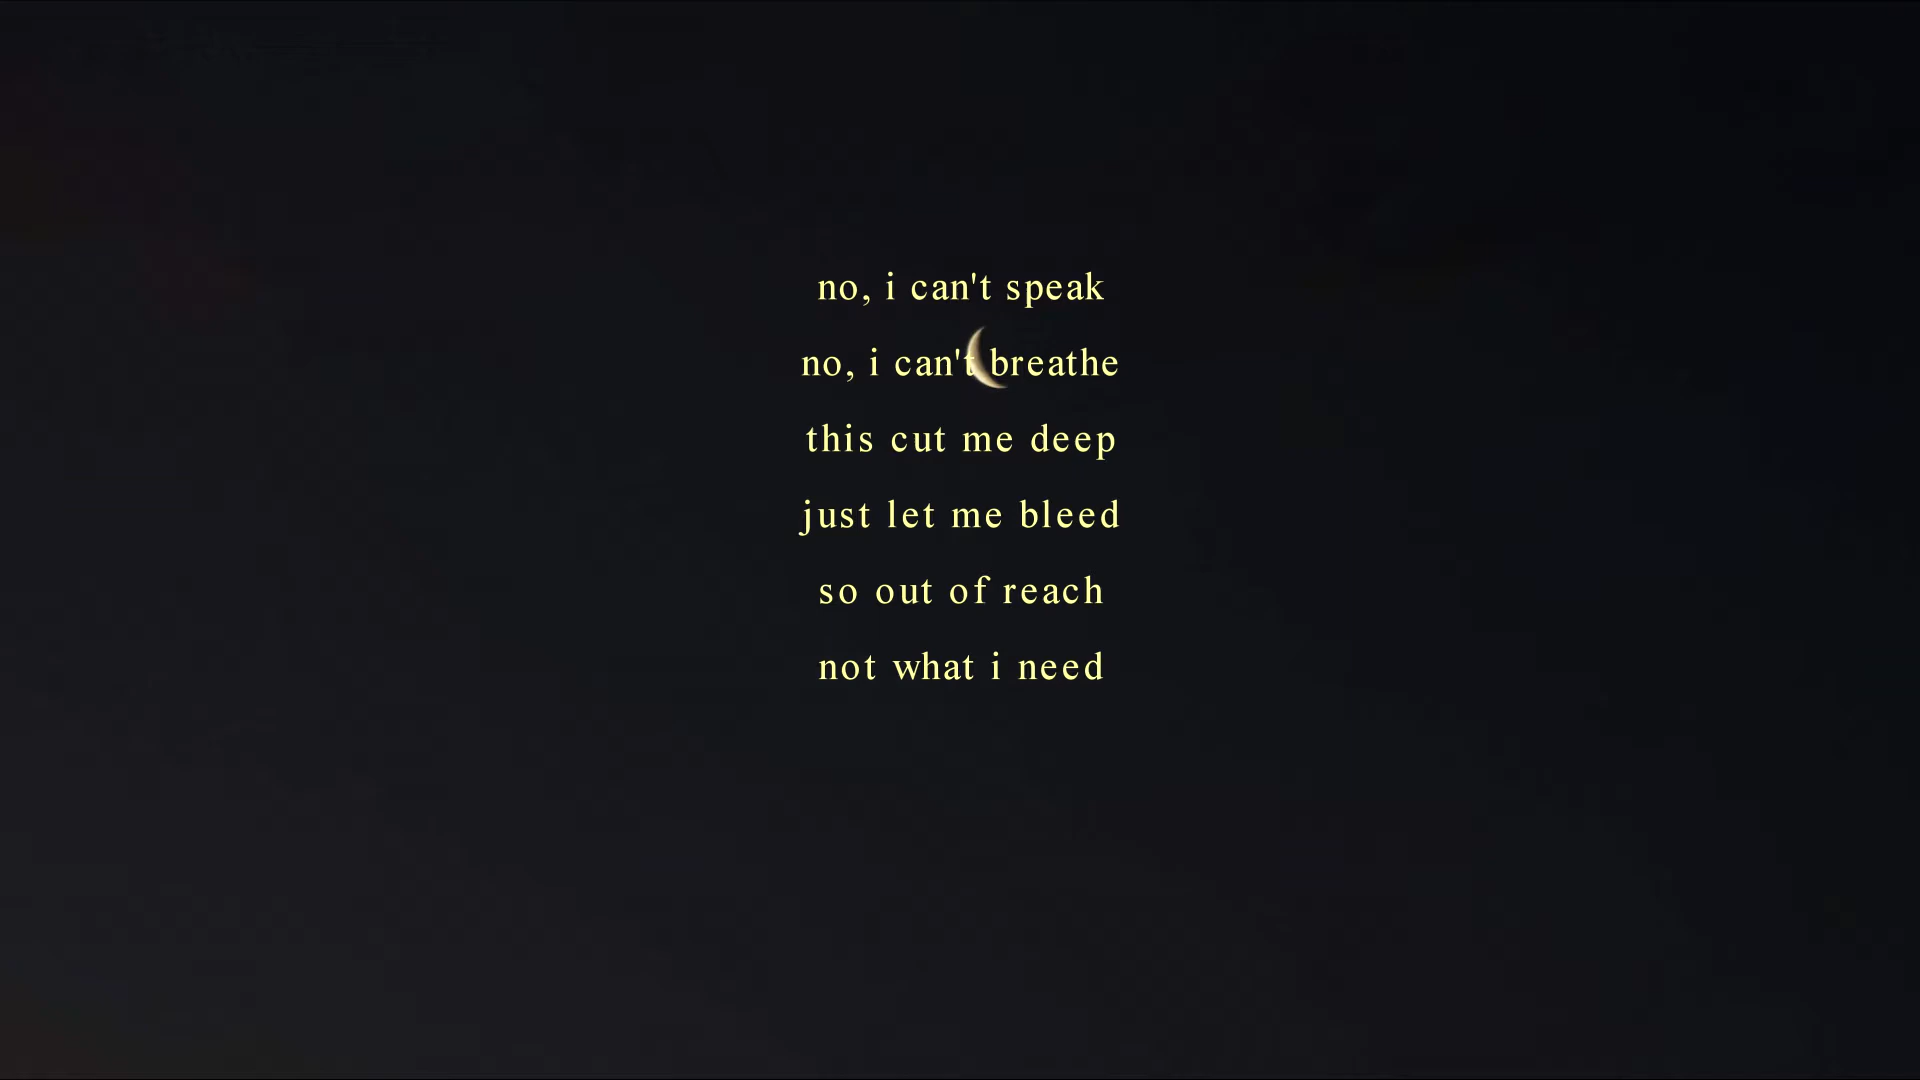 no, i can't speak
no, i can't breathe
this cut me deep
just let me bleed
so out of reach
not what i need